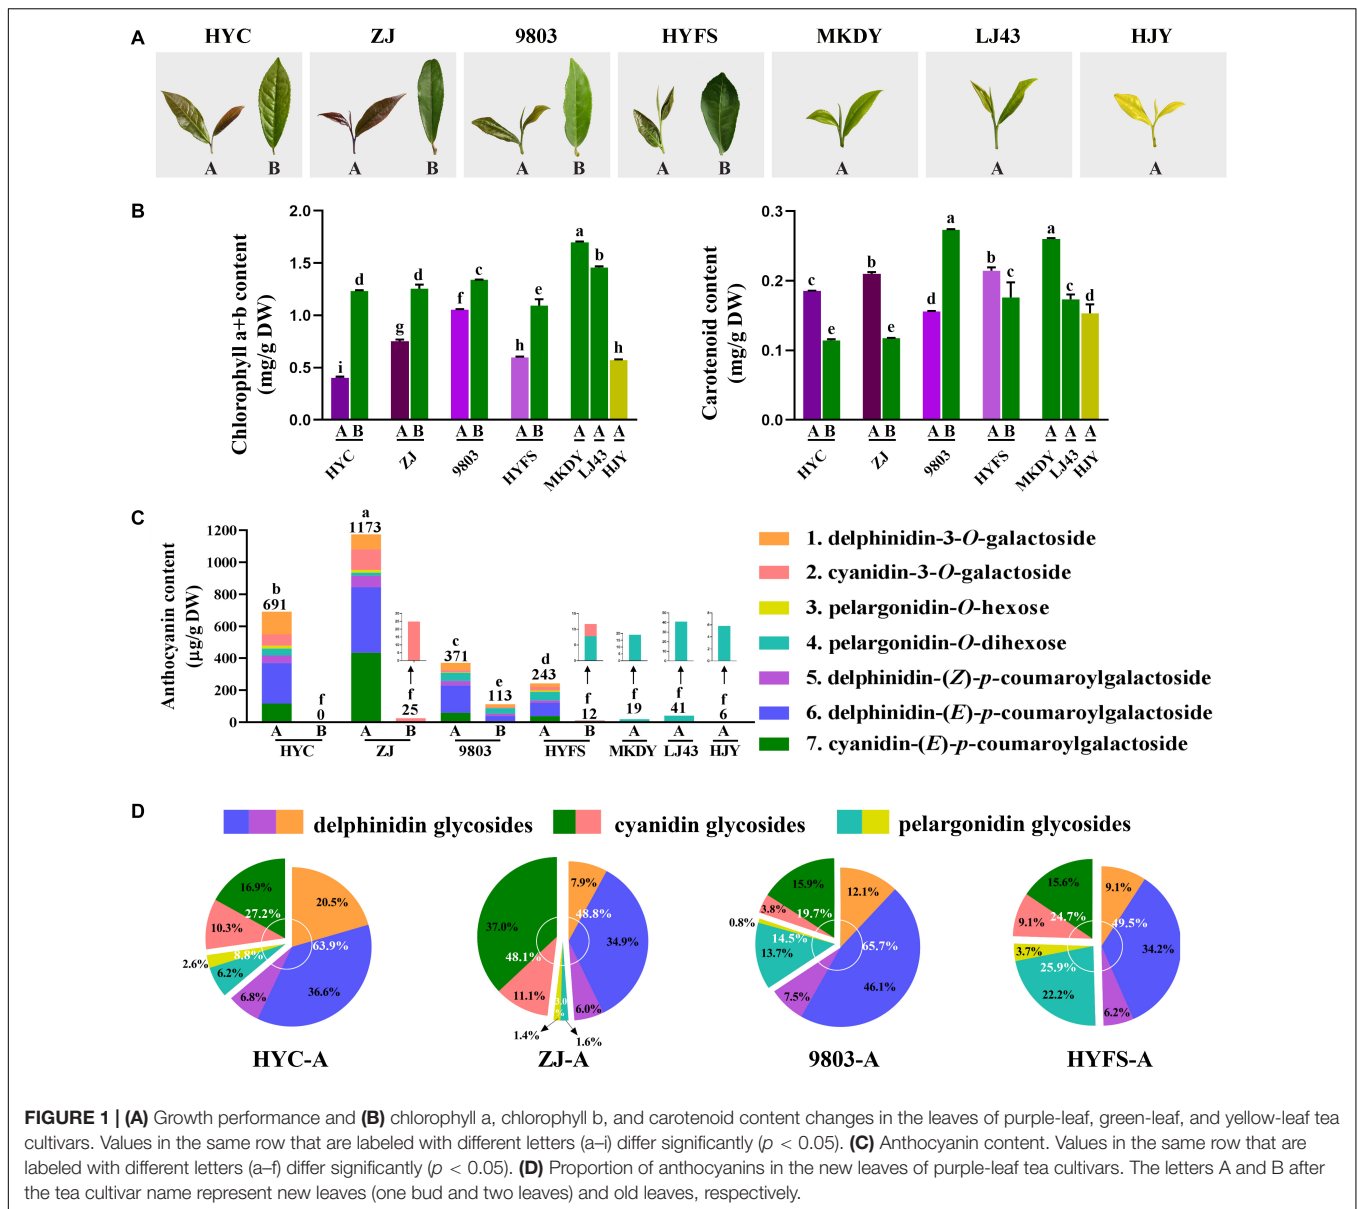 A
HYC ZJ 9803 HYFS MKDY LJ43 HJY
A B A B A B A B A A A
B
Chlorophyll a+b content
(mg/g DW)
2.0
1.5
1.0
0.5
0.0
i d g d f c h e a b h
A B A B A B A B A A A
HYC ZJ 9803 HYFS MKDY LJ43 HJY
Carotenoid content
(mg/g DW)
0.3
0.2
0.1
0.0
c e b e d a b c a c d
A B A B A B A B A A A
HYC ZJ 9803 HYFS MKDY LJ43 HJY
C
Anthocyanin content
(µg/g DW)
1200
1000
800
600
400
200
0
b
691
f
0
a
1173
f
25
c
371
e
113
d
243
f
12
f
19
f
41
f
6
A B A B A B A B A A A
HYC ZJ 9803 HYFS MKDY LJ43 HJY
1. delphinidin-3-O-galactoside
2. cyanidin-3-O-galactoside
3. pelargonidin-O-hexose
4. pelargonidin-O-dihexose
5. delphinidin-(Z)-p-coumaroylgalactoside
6. delphinidin-(E)-p-coumaroylgalactoside
7. cyanidin-(E)-p-coumaroylgalactoside
D
delphinidin glycosides cyanidin glycosides pelargonidin glycosides
16.9%
20.5%
27.2%
10.3%
63.9%
8.8%
2.6%
6.2%
6.8%
36.6%
HYC-A
7.9%
48.8%
37.0%
34.9%
48.1%
11.1%
3.0%
6.0%
1.4%
1.6%
ZJ-A
15.9%
12.1%
3.8%
19.7%
0.8%
14.5%
65.7%
13.7%
7.5%
46.1%
9803-A
15.6%
9.1%
9.1%
24.7%
49.5%
34.2%
3.7%
25.9%
22.2%
6.2%
HYFS-A
FIGURE 1 | (A) Growth performance and (B) chlorophyll a, chlorophyll b, and carotenoid content changes in the leaves of purple-leaf, green-leaf, and yellow-leaf tea
cultivars. Values in the same row that are labeled with different letters (a–i) differ significantly (p < 0.05). (C) Anthocyanin content. Values in the same row that are
labeled with different letters (a–f) differ significantly (p < 0.05). (D) Proportion of anthocyanins in the new leaves of purple-leaf tea cultivars. The letters A and B after
the tea cultivar name represent new leaves (one bud and two leaves) and old leaves, respectively.